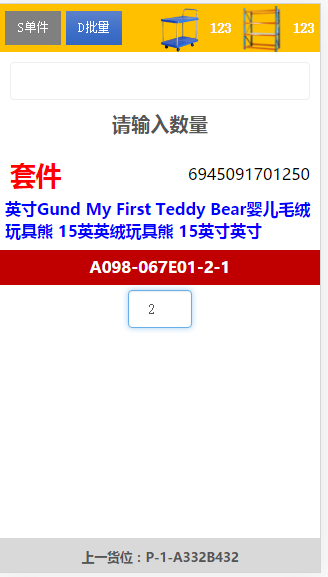 S单件 D批量 123 123
请输入数量
套件 6945091701250
英寸Gund My First Teddy Bear婴儿毛绒
玩具熊 15英英绒玩具熊 15英寸英寸
A098-067E01-2-1
2
上一货位：P-1-A332B432